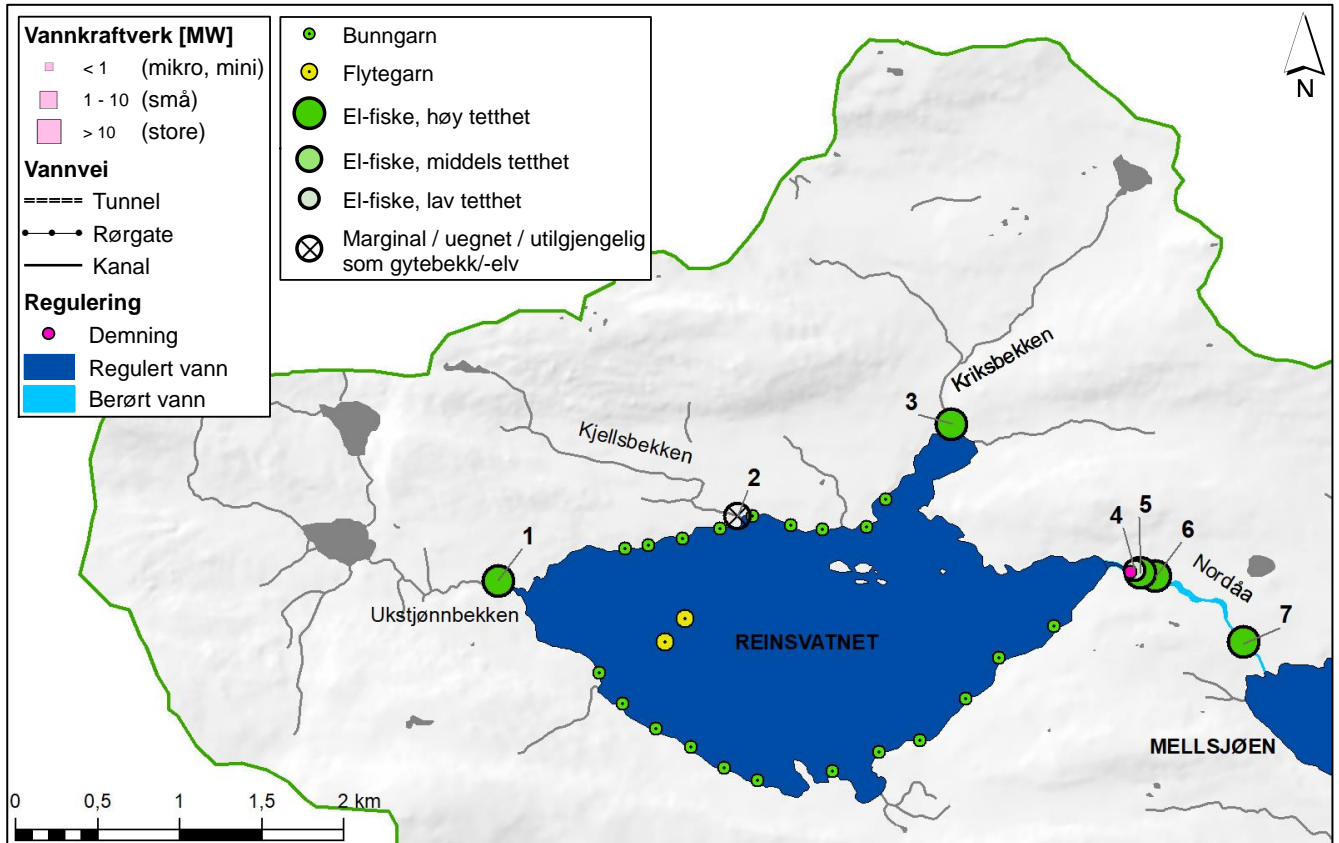 Vannkraftverk [MW]
< 1 (mikro, mini)
1 - 10 (små)
> 10 (store)
Vannvei
Tunnel
Rørgate
Kanal
Regulering
Demning
Regulert vann
Berørt vann
Bunngarn
Flytegarn
El-fiske, høy tetthet
El-fiske, middels tetthet
El-fiske, lav tetthet
Marginal / uegnet / utilgjengelig
som gytebekk/-elv
N
Kriksbekken
3
Kjellsbekken
2
1
Ukstjønnbekken
4
5
6
Nordåa
7
REINSVATNET
MELLSJØEN
0 0,5 1 1,5 2 km